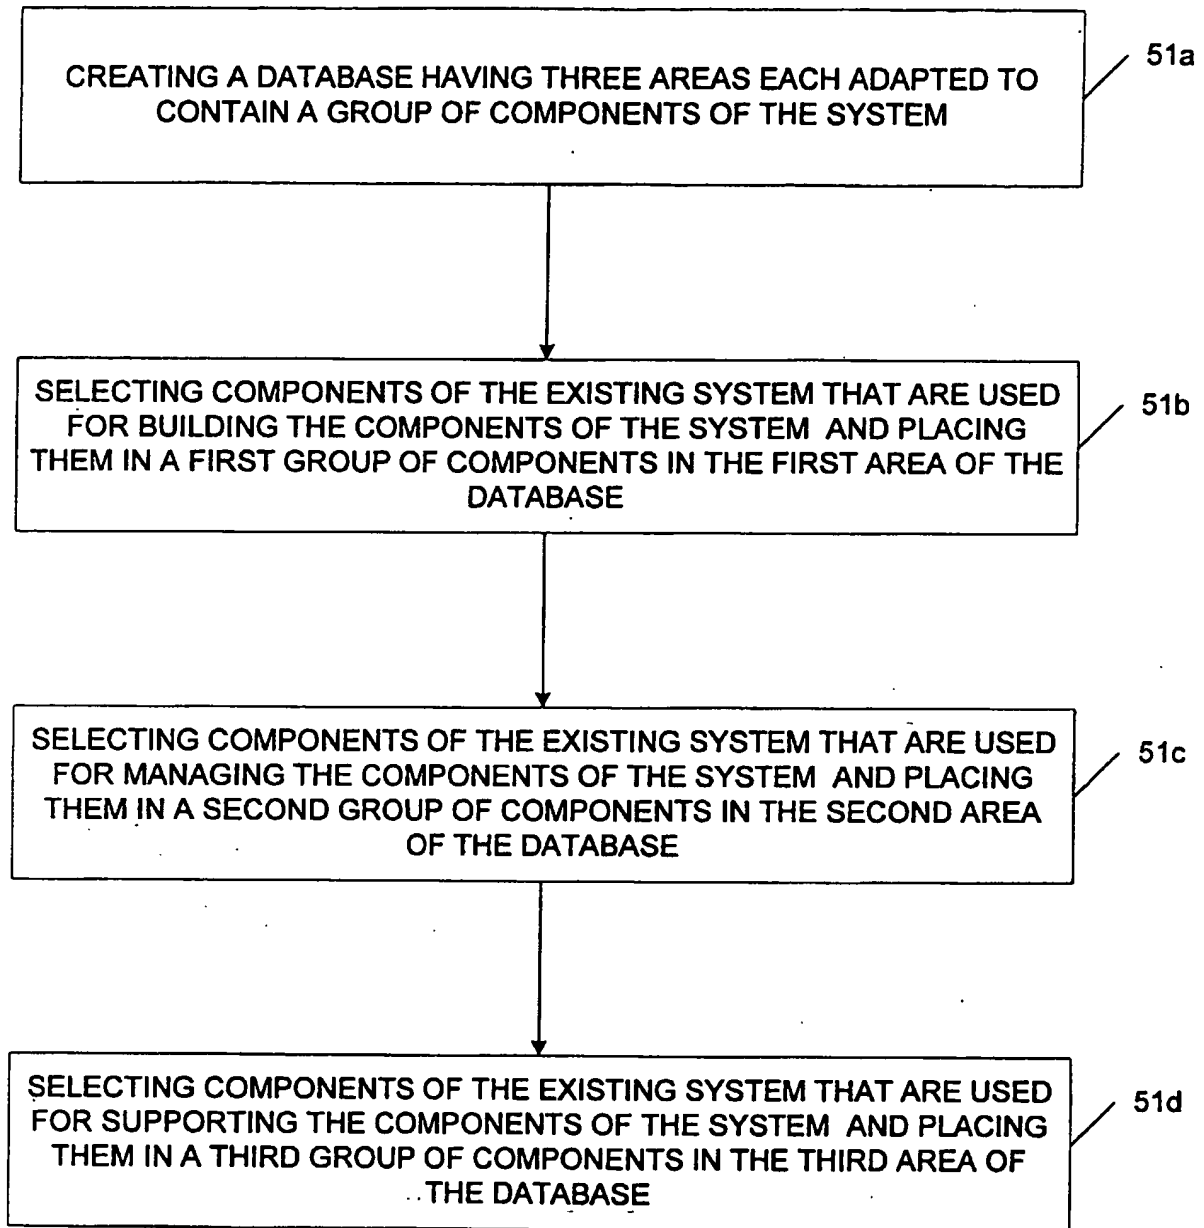 CREATING A DATABASE HAVING THREE AREAS EACH ADAPTED TO
CONTAIN A GROUP OF COMPONENTS OF THE SYSTEM
51a
SELECTING COMPONENTS OF THE EXISTING SYSTEM THAT ARE USED
FOR BUILDING THE COMPONENTS OF THE SYSTEM AND PLACING
THEM IN A FIRST GROUP OF COMPONENTS IN THE FIRST AREA OF THE
DATABASE
51b
SELECTING COMPONENTS OF THE EXISTING SYSTEM THAT ARE USED
FOR MANAGING THE COMPONENTS OF THE SYSTEM AND PLACING
THEM IN A SECOND GROUP OF COMPONENTS IN THE SECOND AREA
OF THE DATABASE
51c
SELECTING COMPONENTS OF THE EXISTING SYSTEM THAT ARE USED
FOR SUPPORTING THE COMPONENTS OF THE SYSTEM AND PLACING
THEM IN A THIRD GROUP OF COMPONENTS IN THE THIRD AREA OF
THE DATABASE
51d